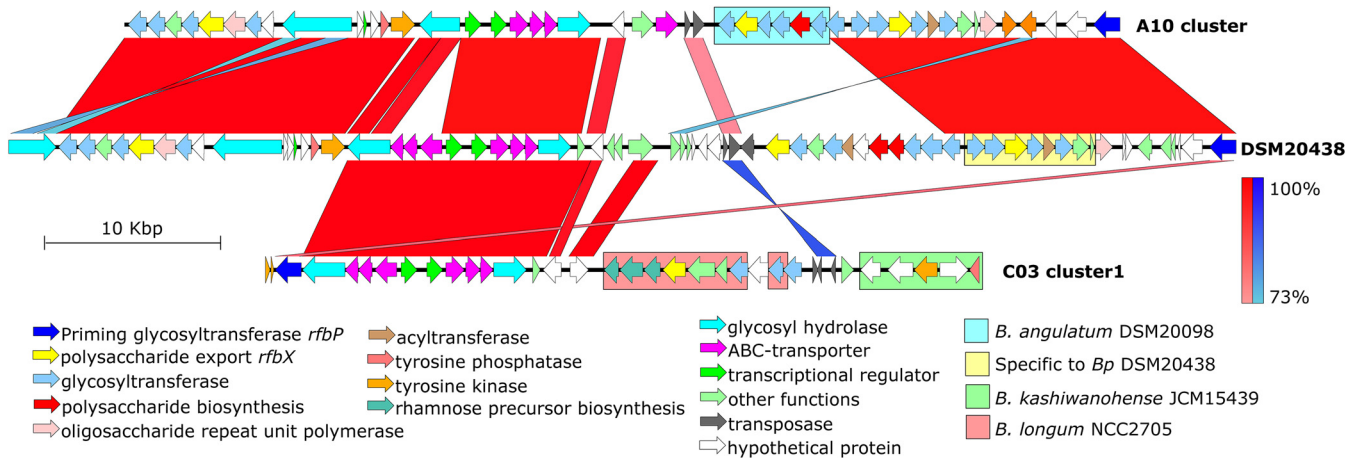 A10 cluster
DSM20438
100%
10 Kbp
C03 cluster1
73%
Priming glycosyltransferase rfbP
polysaccharide export rfbX
glycosyltransferase
polysaccharide biosynthesis
oligosaccharide repeat unit polymerase
acyltransferase
tyrosine phosphatase
tyrosine kinase
rhamnose precursor biosynthesis
glycosyl hydrolase
ABC-transporter
transcriptional regulator
other functions
transposase
hypothetical protein
B. angulatum DSM20098
Specific to Bp DSM20438
B. kashiwanohense JCM15439
B. longum NCC2705